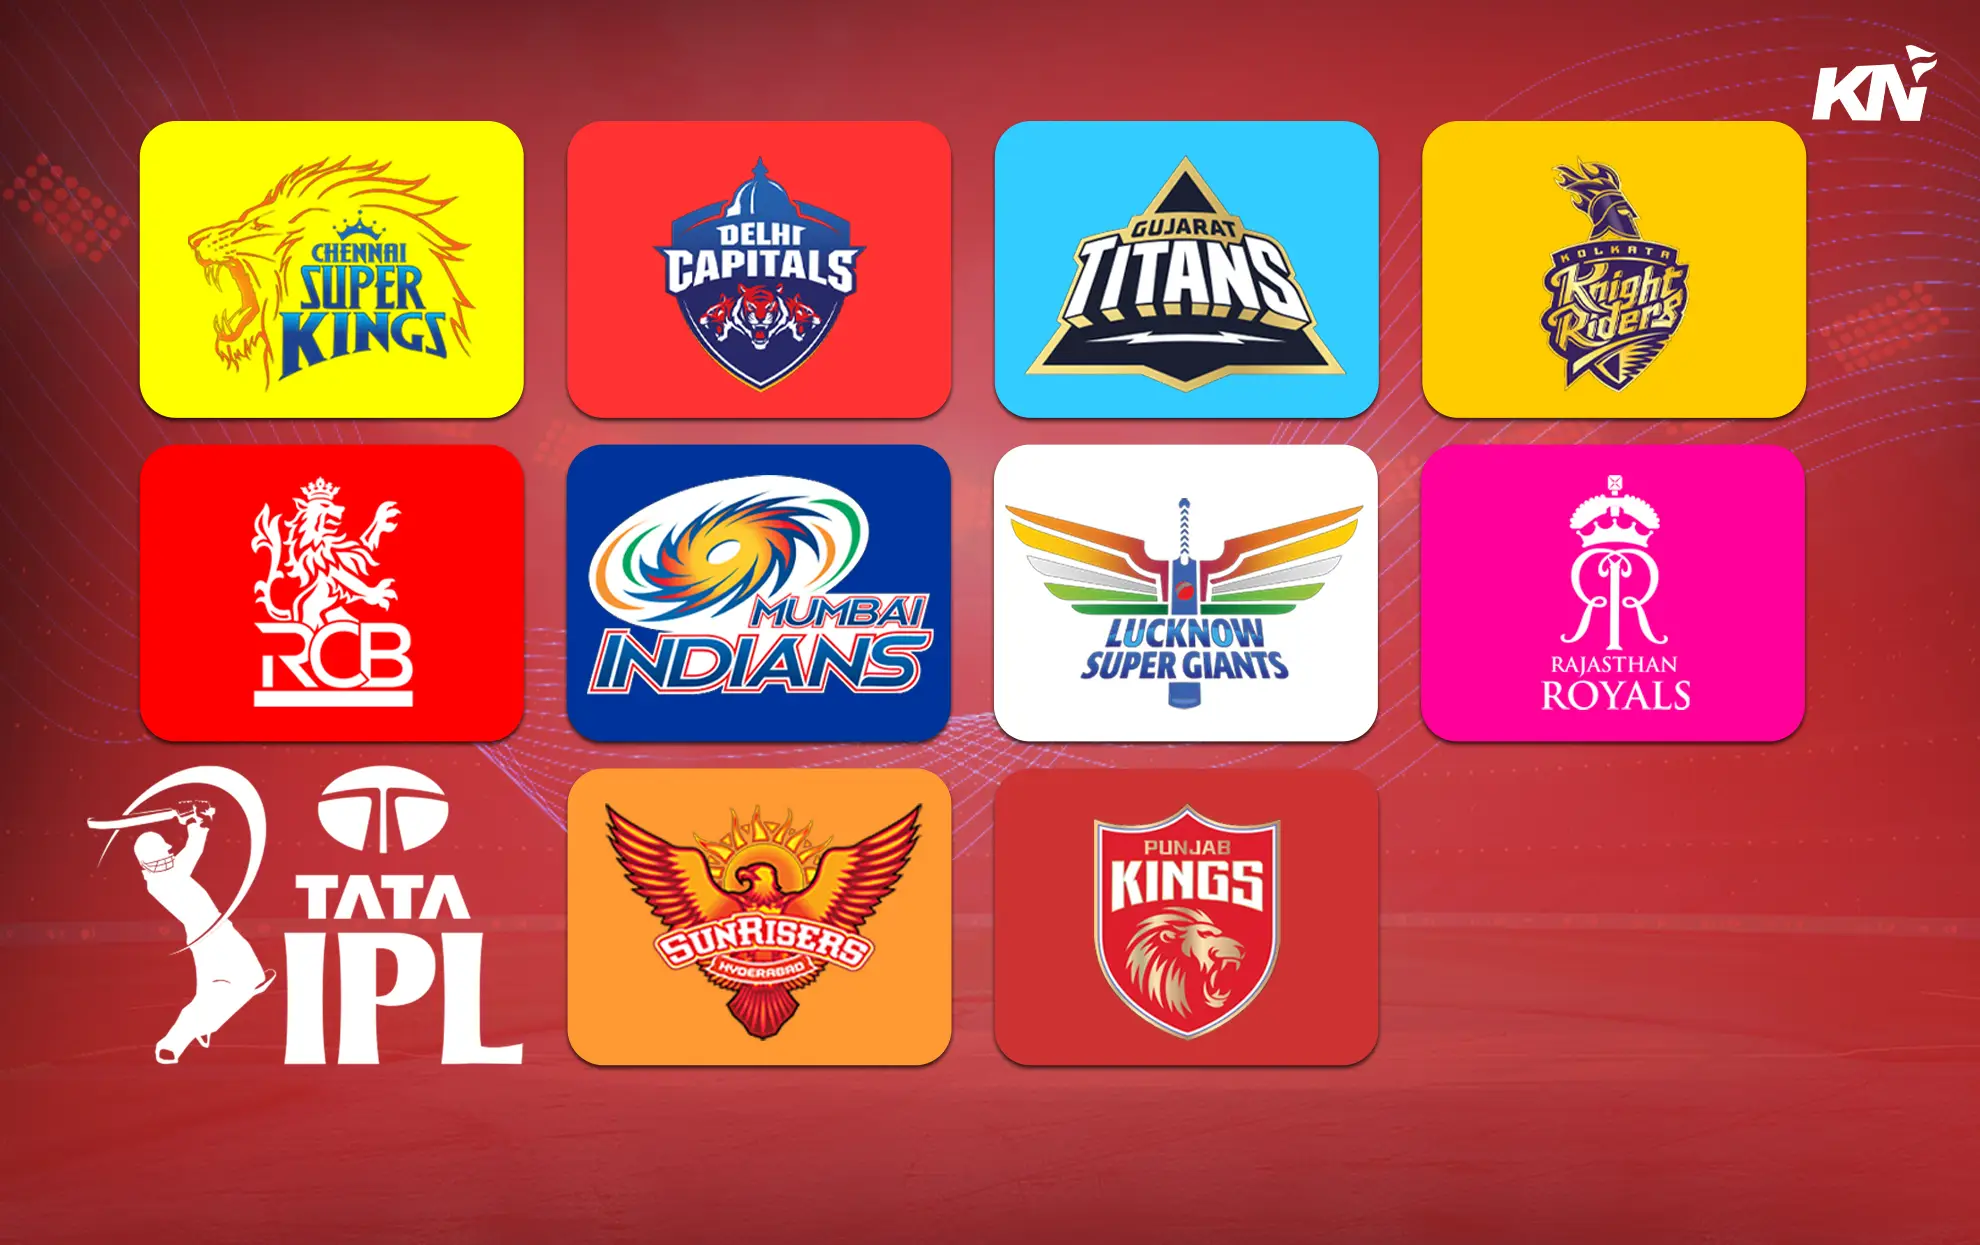 KN
CHENNAI
SUPER
KINGS
DELHI
CAPITALS
GUJARAT
TITANS
KOLKATA
Knight
Riders
RCB
MUMBAI
INDIANS
LUCKNOW
SUPER GIANTS
R R
RAJASTHAN
ROYALS
TATA
IPL
SUNRISERS
HYDERABAD
PUNJAB
KINGS